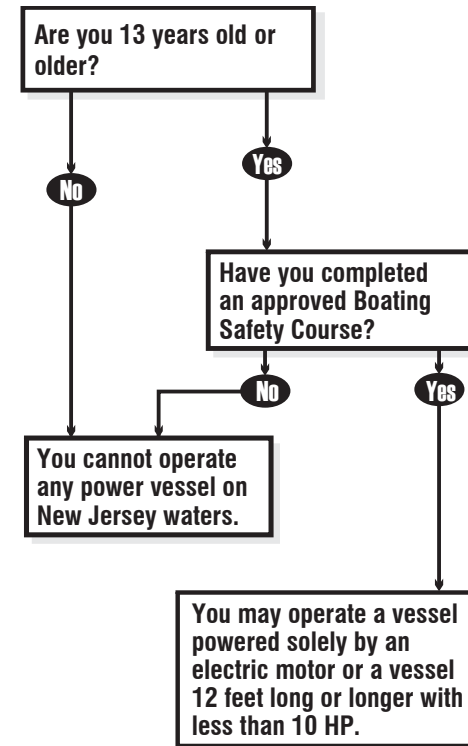 Are you 13 years old or
older?
No
Yes
Have you completed
an approved Boating
Safety Course?
No
Yes
You cannot operate
any power vessel on
New Jersey waters.
You may operate a vessel
powered solely by an
electric motor or a vessel
12 feet long or longer with
less than 10 HP.